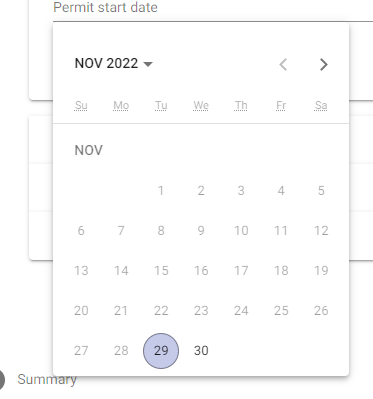 Permit start date
NOV 2022
Su Mo Tu We Th Fr Sa
NOV
1 2 3 4 5
6 7 8 9 10 11 12
13 14 15 16 17 18 19
20 21 22 23 24 25 26
27 28 29 30
Summary